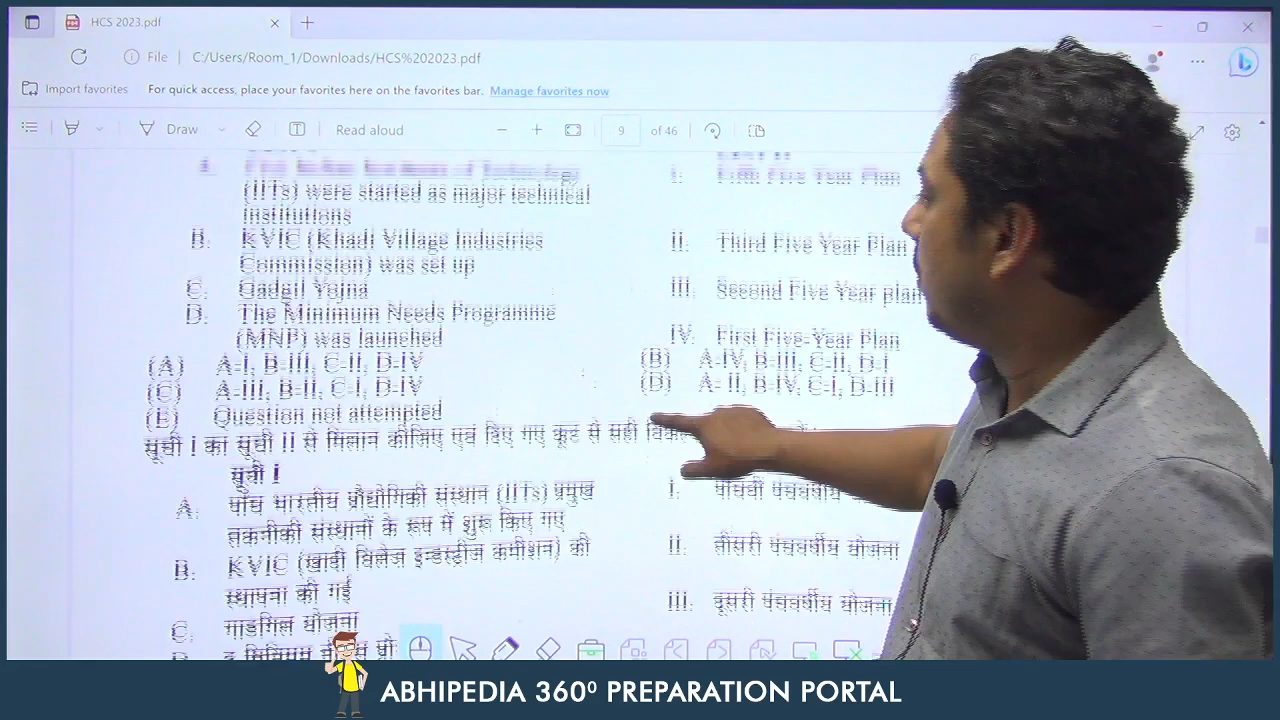 HCS 2023.pdf
File C:/Users/Room_1/Downloads/HCS%202023.pdf
Import favorites For quick access, place your favorites here on the favorites bar. Manage favorites now
Draw Read aloud 9 of 46
A. Technology I. Fifth Five Year Plan
(IITs) were started as major technical
institutions
B. KVIC (Khadi Village Industries II. Third Five Year Plan
Commission) was set up
C. Gadgil Yojna III. Second Five Year plan
D. The Minimum Needs Programme
(MNP) was launched IV. First Five-Year Plan
(A) A-I, B-III, C-II, D-IV (B) A-IV, B-III, C-II, D-I
(C) A-III, B-II, C-I, D-IV (D) A- II, B-IV, C-I, D-III
(E) Question not attempted
सूची I का सूची II से मिलान कीजिए एवं दिए गए कूट से सही
सूची I
A. पाँच भारतीय प्रौद्योगिकी संस्थान (IITs) प्रमुख I. पांचवीं पंचवर्षीय
तकनीकी संस्थानों के रूप में शुरू किए गए
B. KVIC (खादी विलेज इन्डस्ट्रीज कमीशन) की II. तीसरी पंचवर्षीय योजना
स्थापना की गई
III. दूसरी पंचवर्षीय योजना
C. गाडगिल योजना
ABHIPEDIA 360⁰ PREPARATION PORTAL